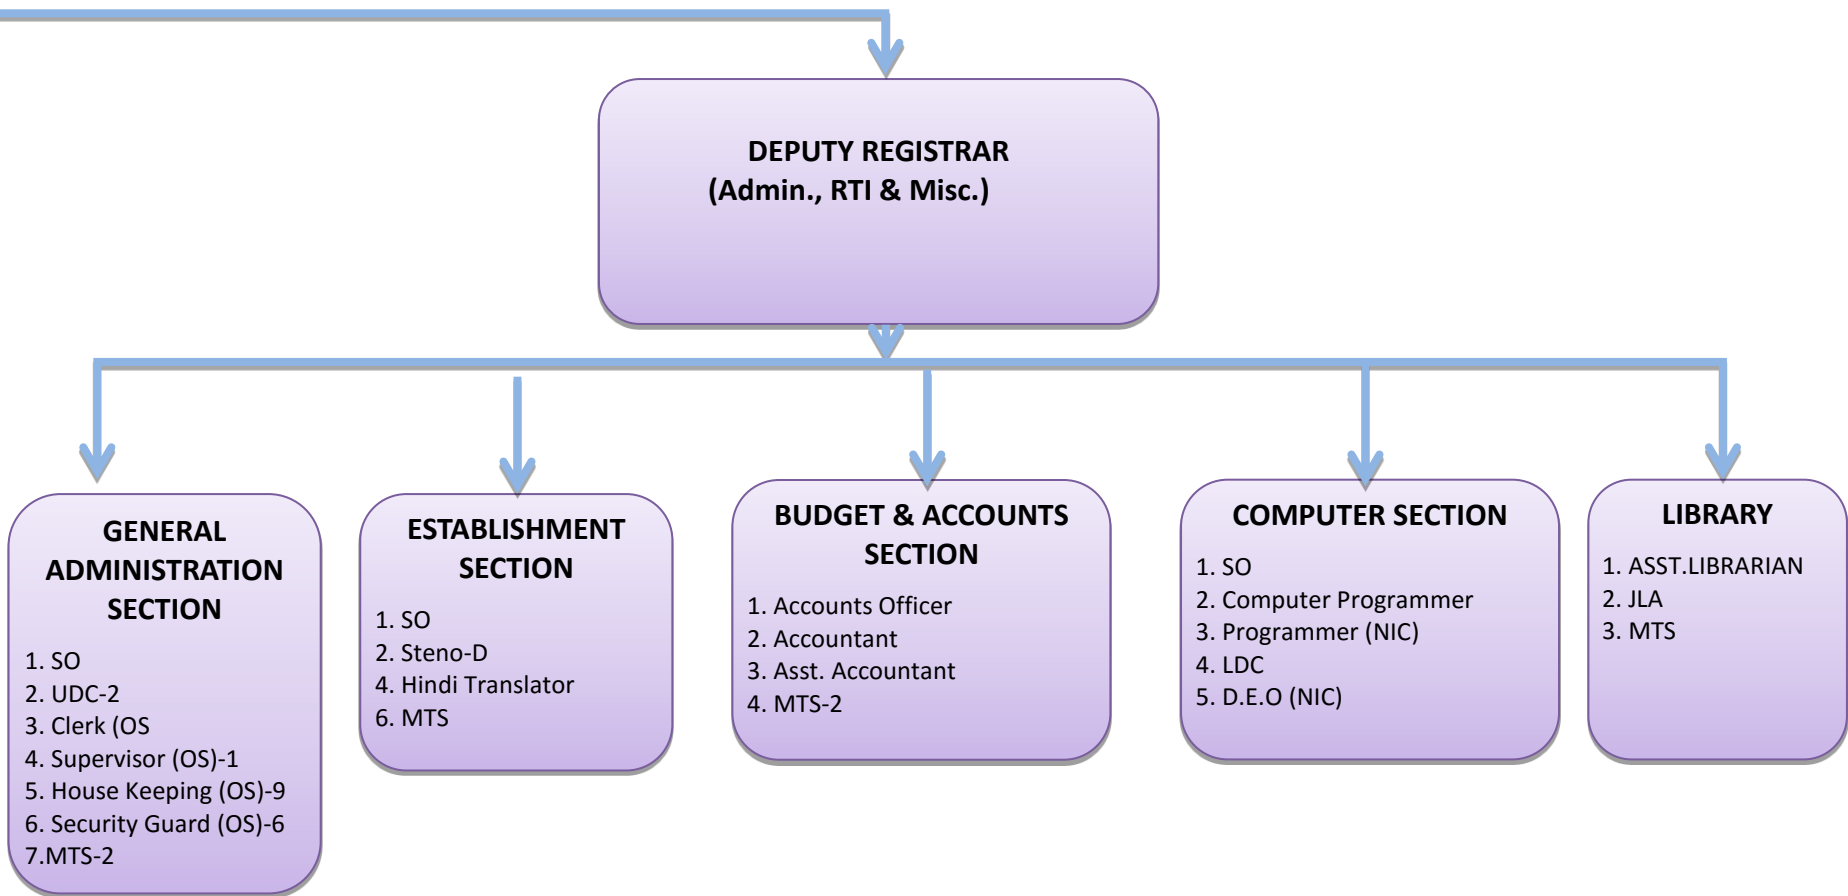 DEPUTY REGISTRAR
(Admin., RTI & Misc.)
GENERAL
ADMINISTRATION
SECTION
1. SO
2. UDC-2
3. Clerk (OS
4. Supervisor (OS)-1
5. House Keeping (OS)-9
6. Security Guard (OS)-6
7.MTS-2
ESTABLISHMENT
SECTION
1. SO
2. Steno-D
4. Hindi Translator
6. MTS
BUDGET & ACCOUNTS
SECTION
1. Accounts Officer
2. Accountant
3. Asst. Accountant
4. MTS-2
COMPUTER SECTION
1. SO
2. Computer Programmer
3. Programmer (NIC)
4. LDC
5. D.E.O (NIC)
LIBRARY
1. ASST.LIBRARIAN
2. JLA
3. MTS